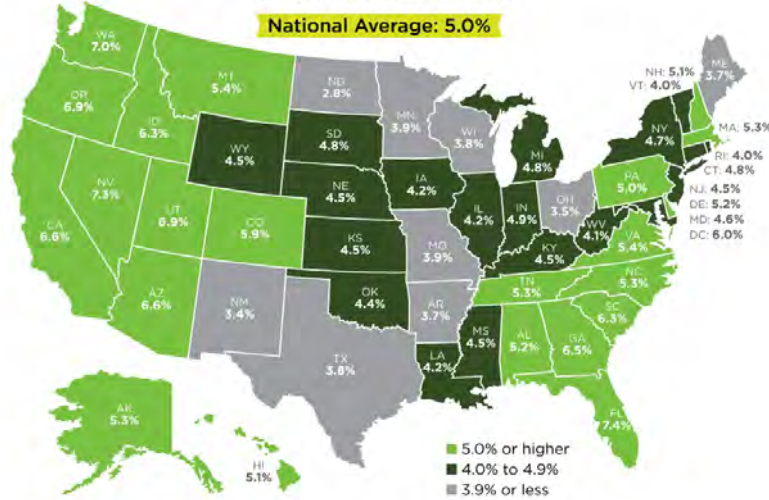 National Average: 5.0%
WA
7.0%
OR
6.9%
ID
6.3%
MT
5.4%
ND
2.8%
MN
3.9%
WI
3.8%
ME
3.7%
NH: 5.1%
VT: 4.0%
MA: 5.3%
RI: 4.0%
CT: 4.8%
NJ: 4.5%
DE: 5.2%
MD: 4.6%
DC: 6.0%
NY
4.7%
PA
5.0%
MI
4.8%
WY
4.5%
SD
4.8%
NE
4.5%
IA
4.2%
IL
4.2%
IN
4.9%
OH
3.5%
WV
4.1%
VA
5.4%
NV
7.3%
UT
6.9%
CO
5.9%
CA
6.6%
KS
4.5%
MO
3.9%
KY
4.5%
NC
5.3%
TN
5.3%
SC
6.3%
AZ
6.6%
NM
3.4%
OK
4.4%
AR
3.7%
MS
4.5%
AL
5.2%
GA
6.5%
TX
3.8%
LA
4.2%
FL
7.4%
AK
5.3%
HI
5.1%
5.0% or higher
4.0% to 4.9%
3.9% or less